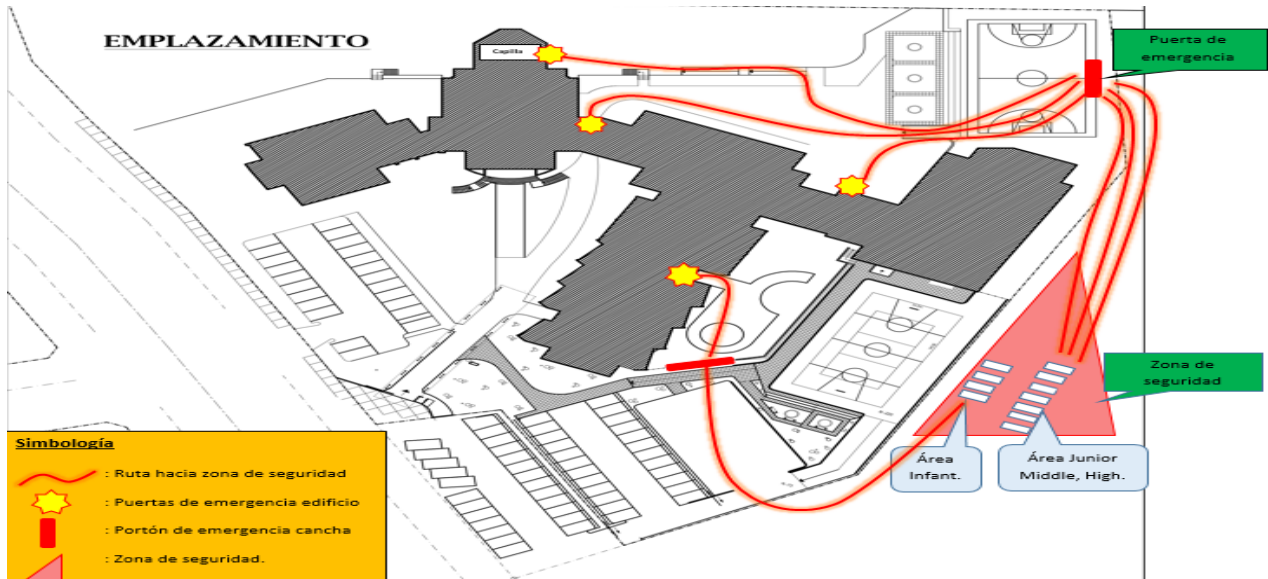 EMPLAZAMIENTO
Capilla
Puerta de
emergencia
Zona de
seguridad
Área
Infant.
Área Junior
Middle, High.
Simbología
: Ruta hacia zona de seguridad
: Puertas de emergencia edificio
: Portón de emergencia cancha
: Zona de seguridad.